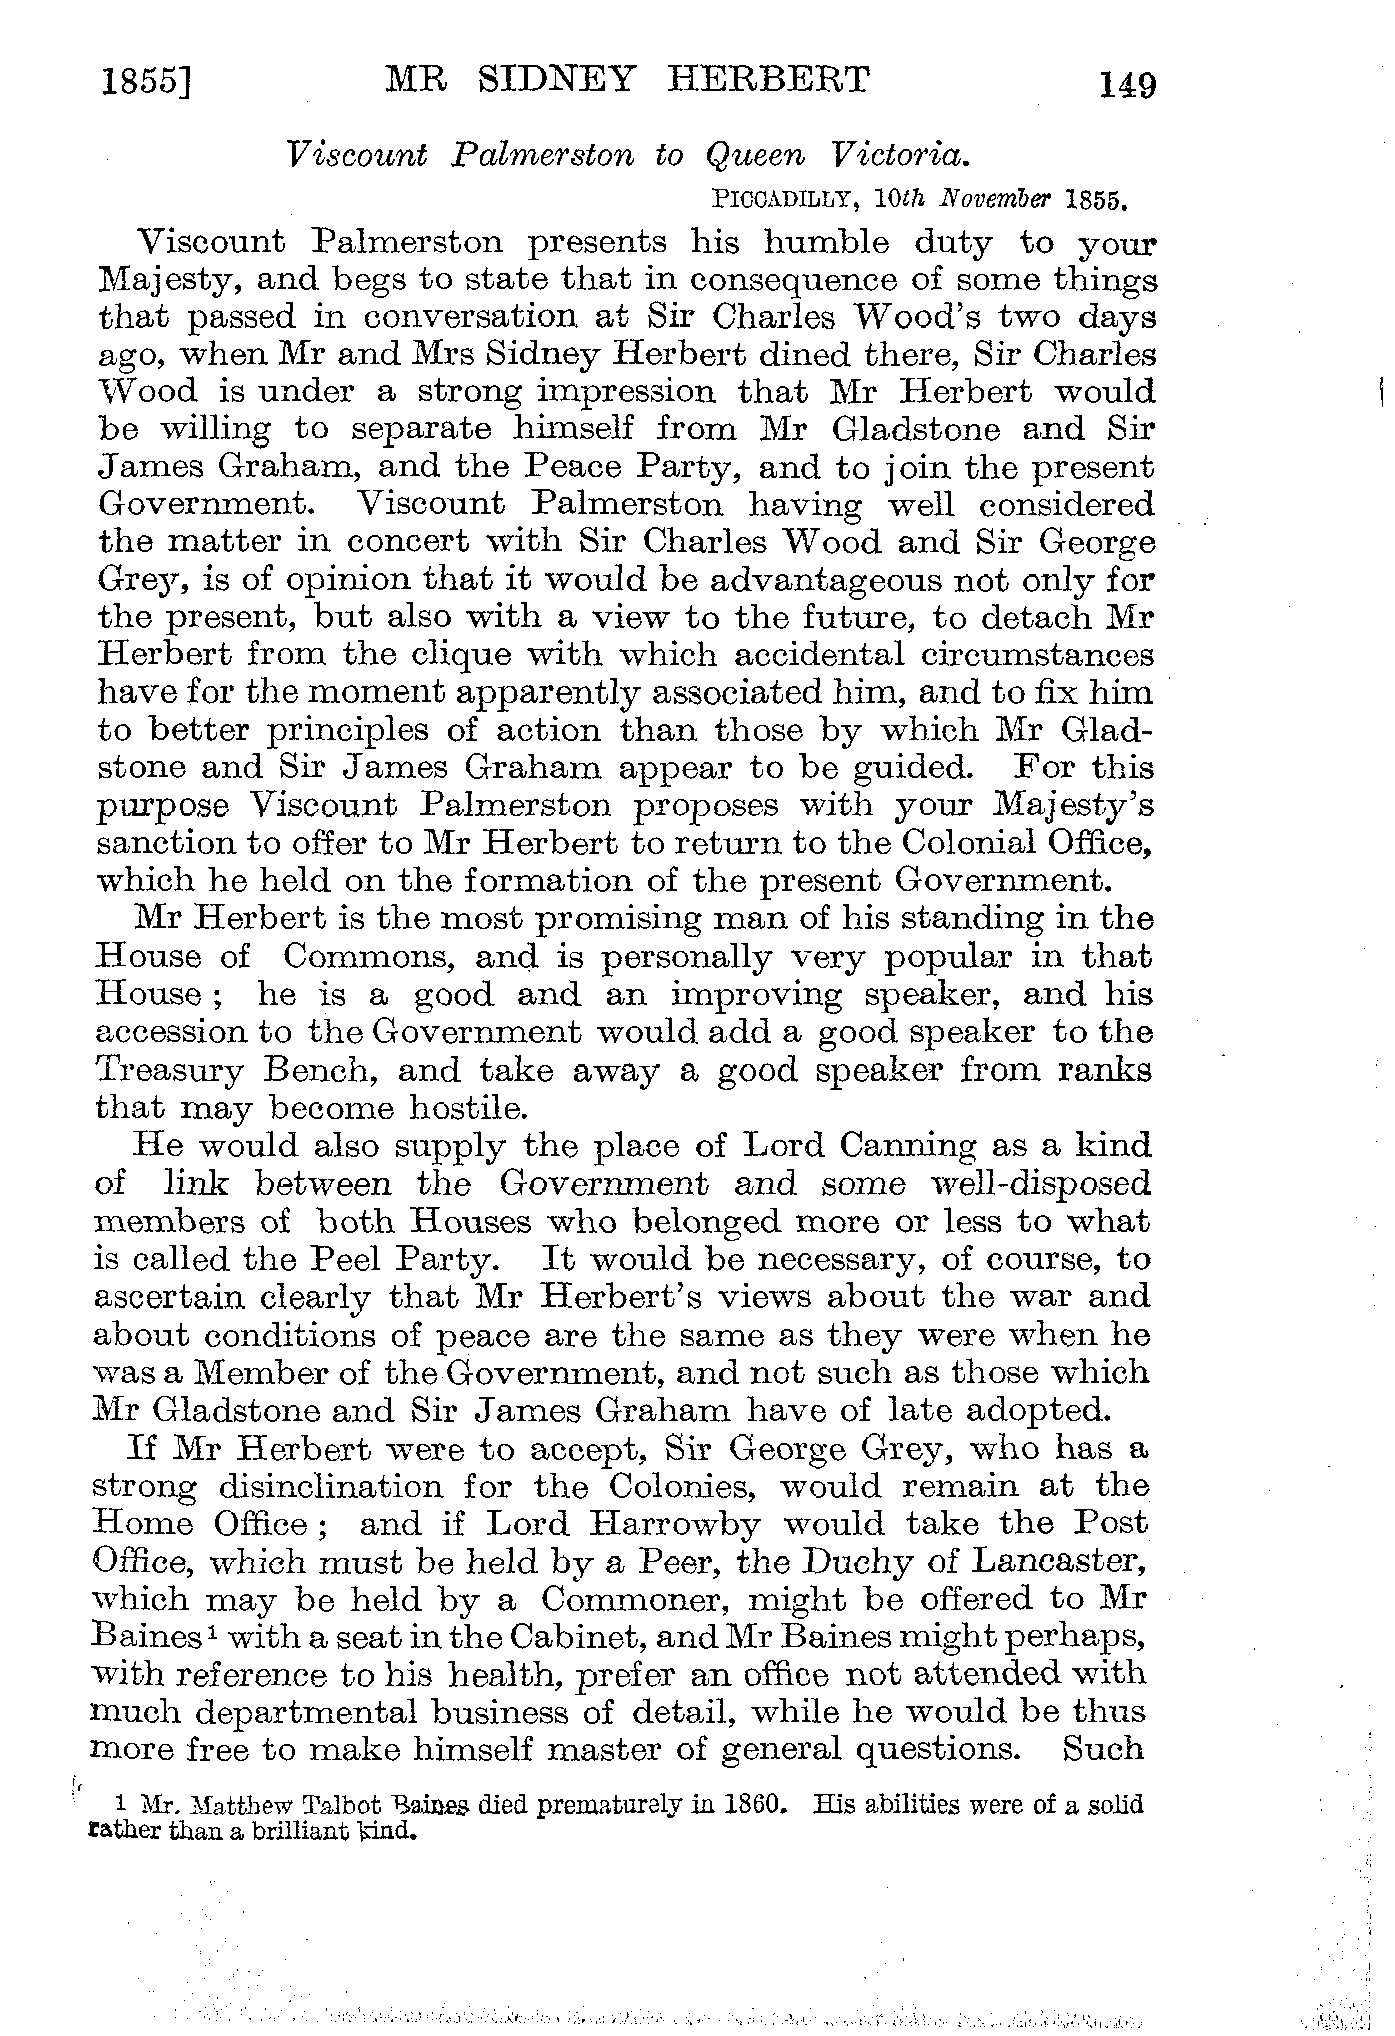 1855] MR SIDNEY HERBERT 149
Viscount Palmerston to Queen Victoria.
PICCADILLY, 10th November 1855.
Viscount Palmerston presents his humble duty to your
Majesty, and begs to state that in consequence of some things
that passed in conversation at Sir Charles Wood's two days
ago, when Mr and Mrs Sidney Herbert dined there, Sir Charles
Wood is under a strong impression that Mr Herbert would
be willing to separate himself from Mr Gladstone and Sir
James Graham, and the Peace Party, and to join the present
Government. Viscount Palmerston having well considered
the matter in concert with Sir Charles Wood and Sir George
Grey, is of opinion that it would be advantageous not only for
the present, but also with a view to the future, to detach Mr
Herbert from the clique with which accidental circumstances
have for the moment apparently associated him, and to fix him
to better principles of action than those by which Mr Glad-
stone and Sir James Graham appear to be guided. For this
purpose Viscount Palmerston proposes with your Majesty's
sanction to offer to Mr Herbert to return to the Colonial Office,
which he held on the formation of the present Government.
Mr Herbert is the most promising man of his standing in the
House of Commons, and is personally very popular in that
House ; he is a good and an improving speaker, and his
accession to the Government would add a good speaker to the
Treasury Bench, and take away a good speaker from ranks
that may become hostile.
He would also supply the place of Lord Canning as a kind
of link between the Government and some well-disposed
members of both Houses who belonged more or less to what
is called the Peel Party. It would be necessary, of course, to
ascertain clearly that Mr Herbert's views about the war and
about conditions of peace are the same as they were when he
was a Member of the Government, and not such as those which
Mr Gladstone and Sir James Graham have of late adopted.
If Mr Herbert were to accept, Sir George Grey, who has a
strong disinclination for the Colonies, would remain at the
Home Office ; and if Lord Harrowby would take the Post
Office, which must be held by a Peer, the Duchy of Lancaster,
which may be held by a Commoner, might be offered to Mr
Baines¹ with a seat in the Cabinet, and Mr Baines might perhaps,
with reference to his health, prefer an office not attended with
much departmental business of detail, while he would be thus
more free to make himself master of general questions. Such
1 Mr. Matthew Talbot Baines died prematurely in 1860. His abilities were of a solid
rather than a brilliant kind.